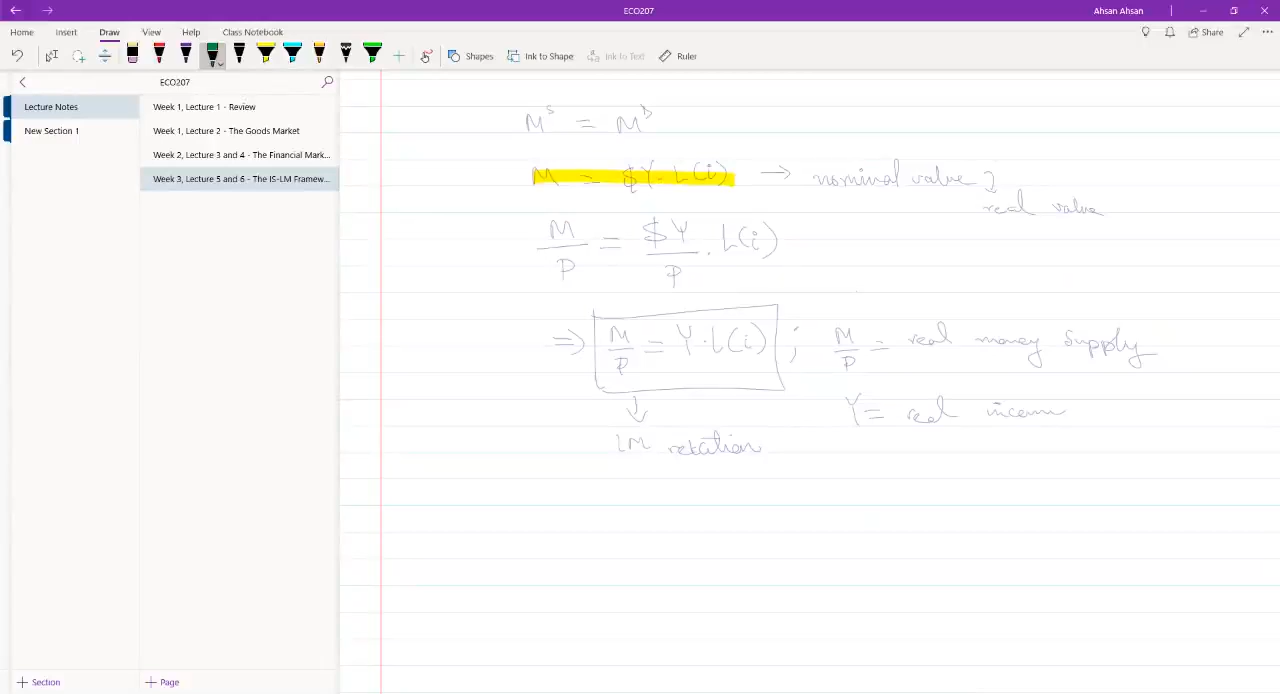 ECO207
Ahsan Ahsan
Home Insert Draw View Help Class Notebook
Share
Shapes Ink to Shape Ink to Text Ruler
ECO207
Lecture Notes
New Section 1
Week 1, Lecture 1 - Review
Week 1, Lecture 2 - The Goods Market
Week 2, Lecture 3 and 4 - The Financial Mark...
Week 3, Lecture 5 and 6 - The IS-LM Framew...
M^s = M^D
M = $Y . L(i) → nominal value
real value
M/P = $Y/P . L(i)
⇒ M/P = Y . L(i) ; M/P = real money supply
↓ Y = real incom
LM relation
+ Section + Page